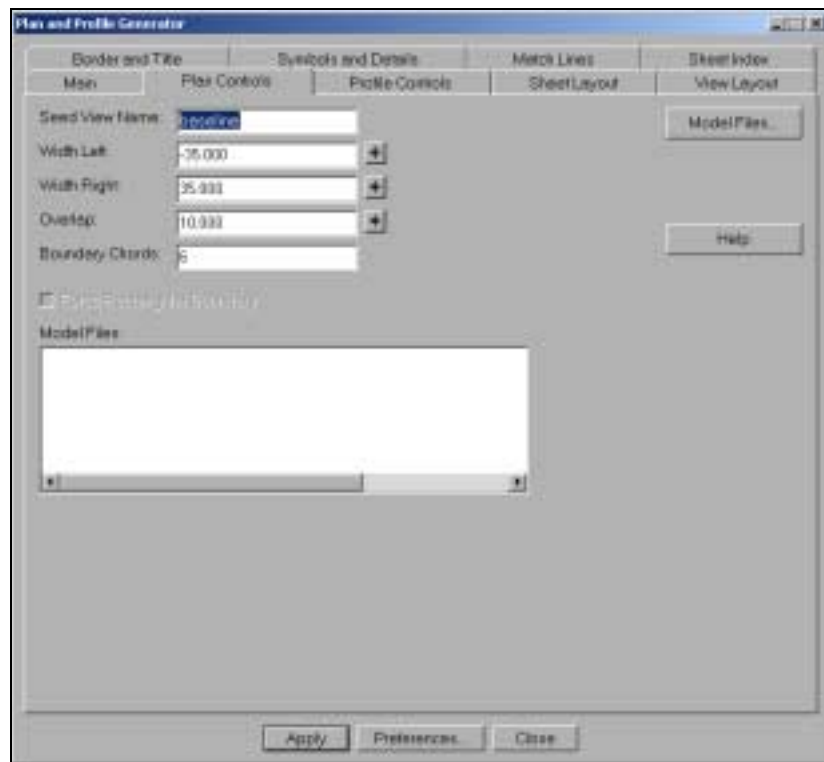 Plan and Profile Generator
Border and Title Symbols and Details Match Lines Sheet Index
Main Plan Controls Profile Controls Sheet Layout View Layout
Seed View Name: baseline
Model Files...
Width Left: -35.000
Width Right: 35.000
Overlap: 10.000
Help
Boundary Chords: 6
Model Files
Apply Preferences... Close